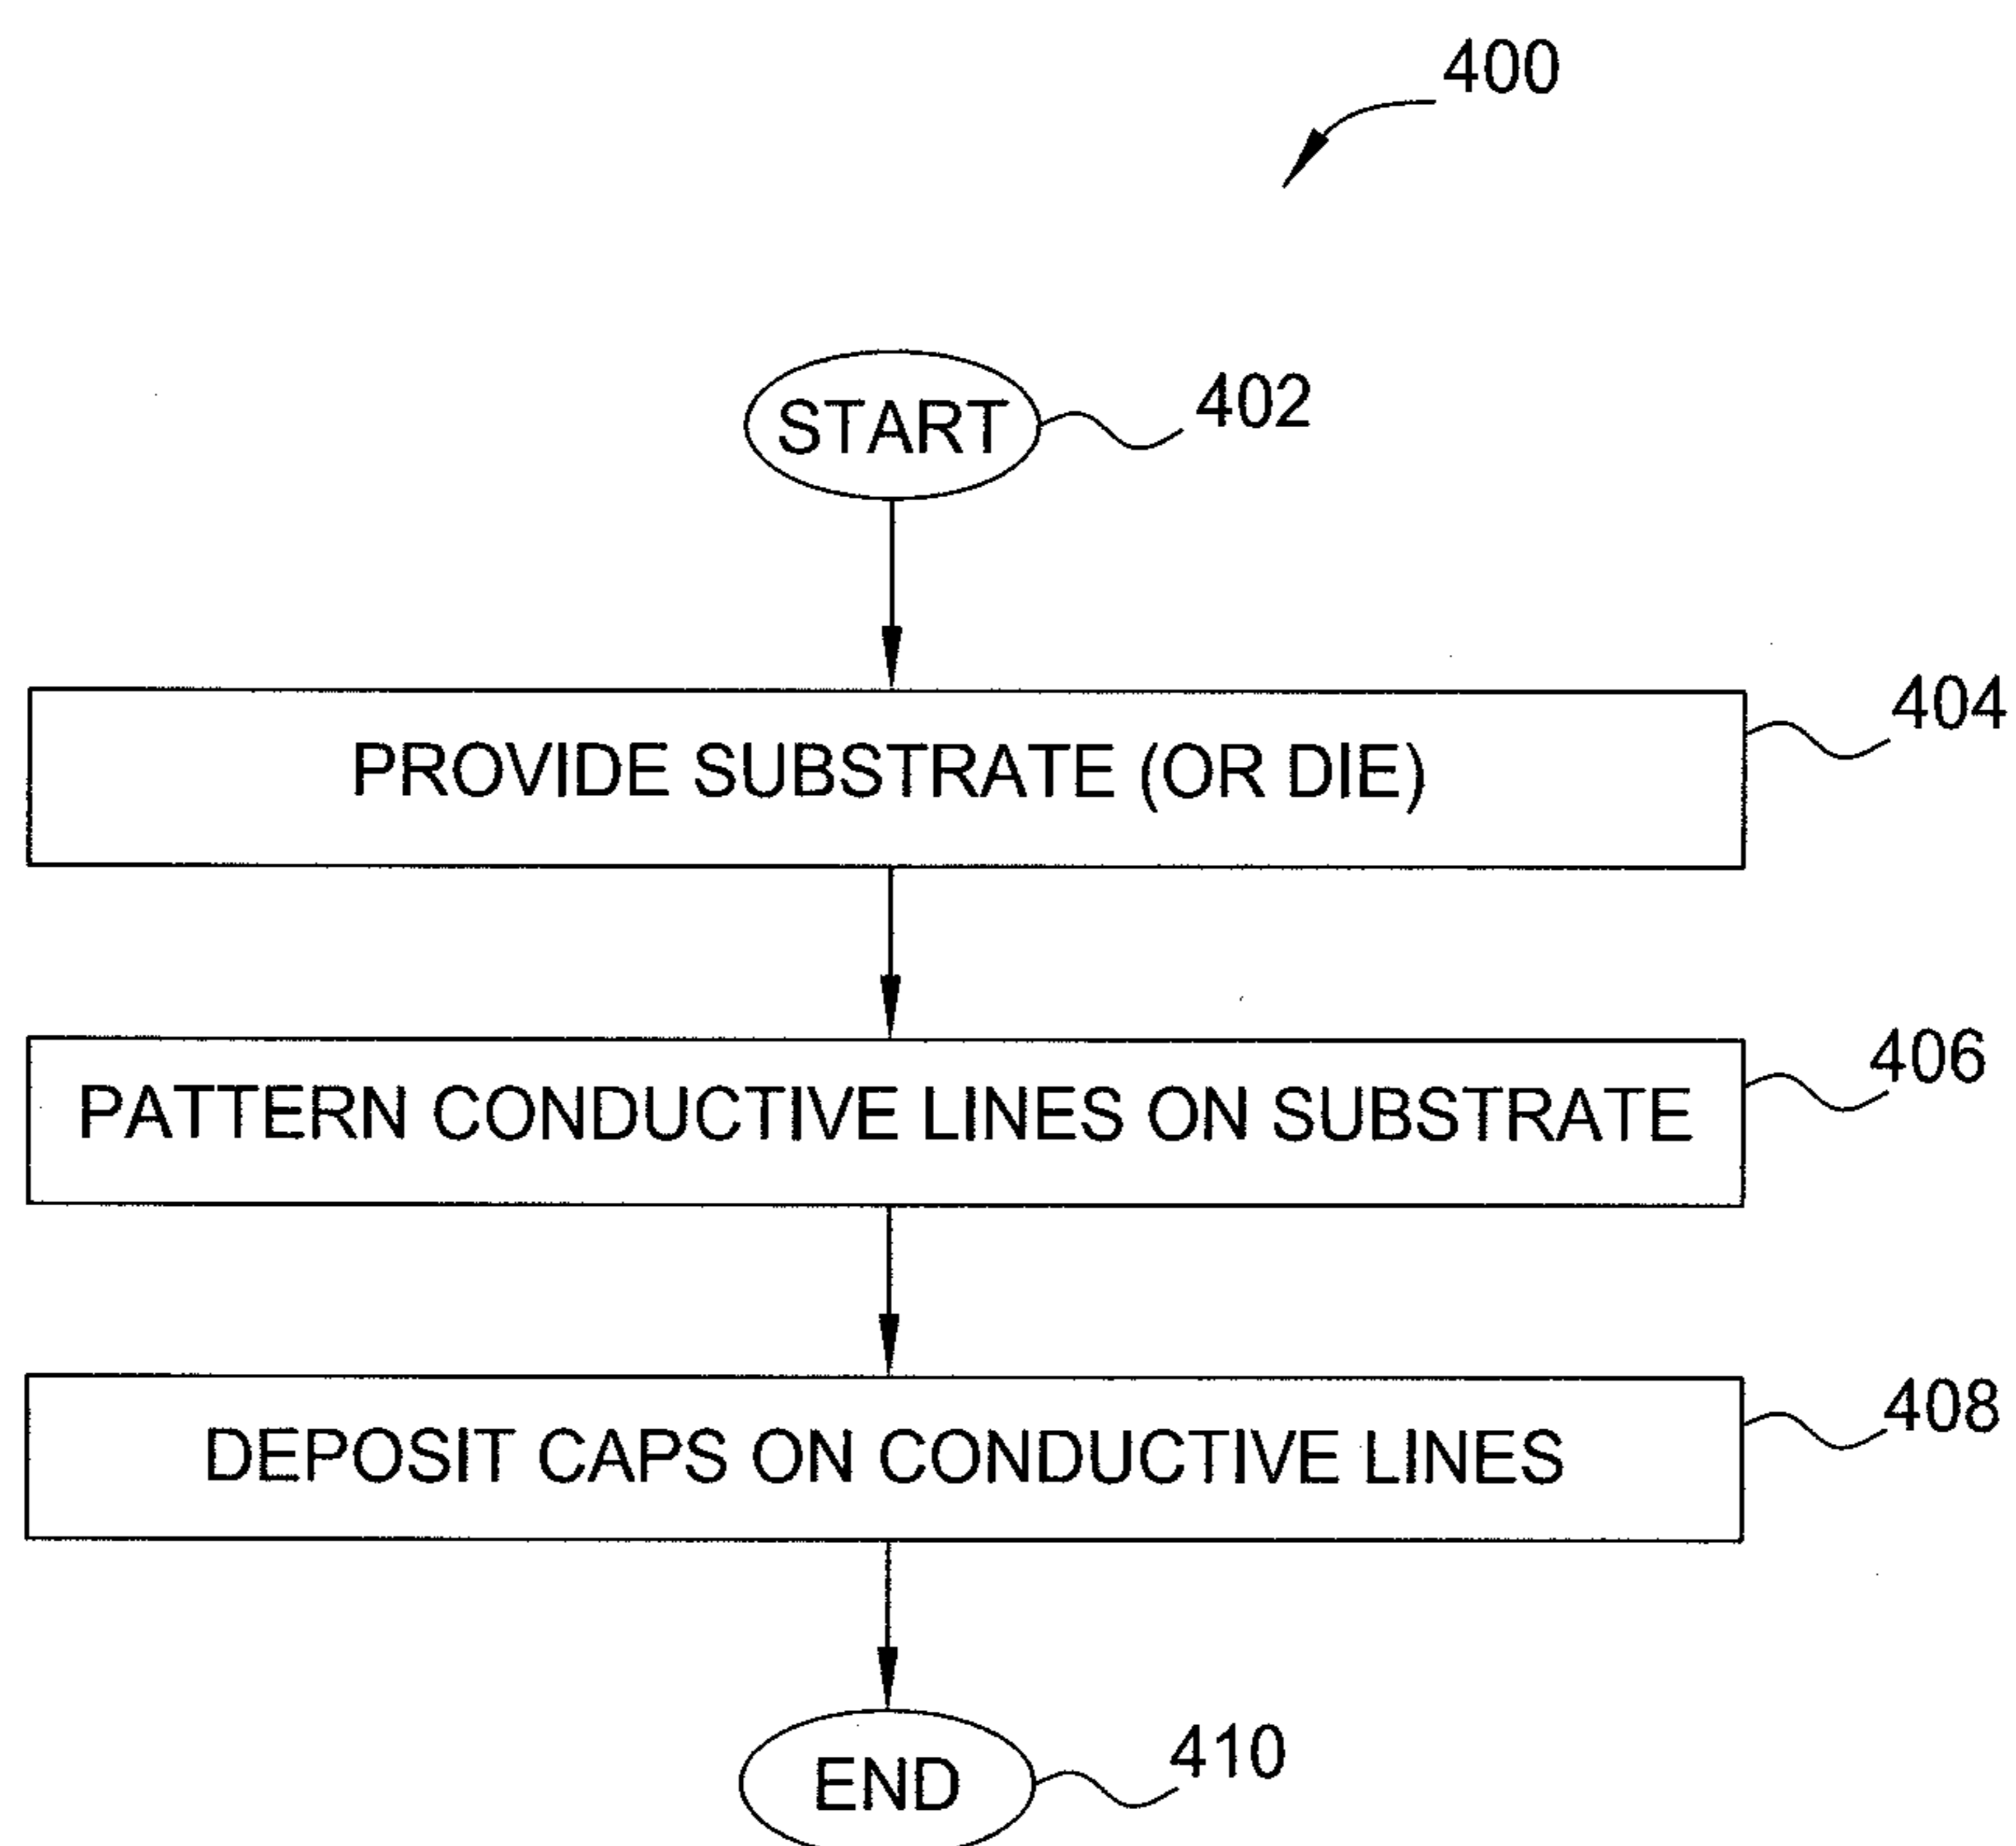 400
START
402
PROVIDE SUBSTRATE (OR DIE)
404
PATTERN CONDUCTIVE LINES ON SUBSTRATE
406
DEPOSIT CAPS ON CONDUCTIVE LINES
408
END
410